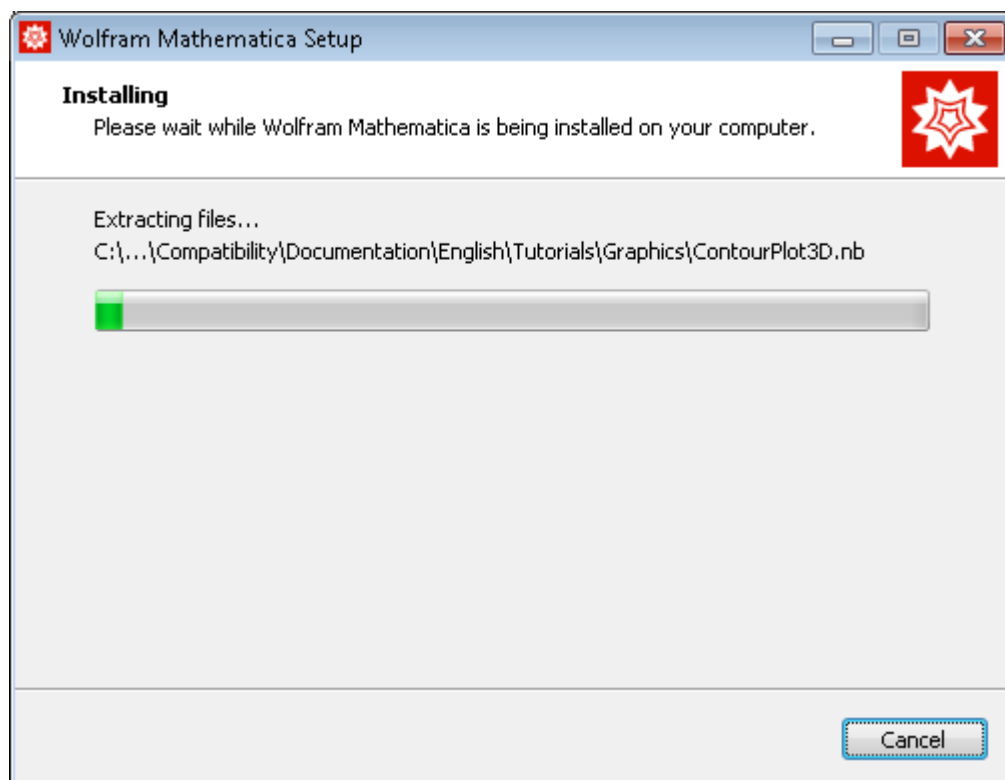 Wolfram Mathematica Setup
Installing
Please wait while Wolfram Mathematica is being installed on your computer.
Extracting files...
C:\...\Compatibility\Documentation\English\Tutorials\Graphics\ContourPlot3D.nb
Cancel